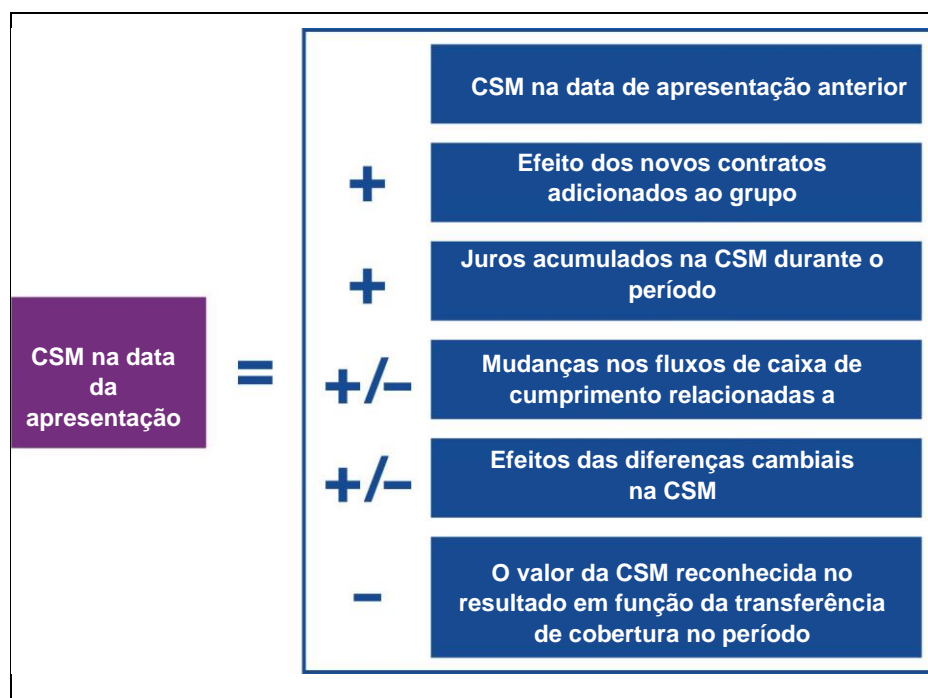 CSM na data de apresentação anterior
+
Efeito dos novos contratos
adicionados ao grupo
+
Juros acumulados na CSM durante o
período
CSM na data
da
apresentação
=
+/–
Mudanças nos fluxos de caixa de
cumprimento relacionadas a
+/–
Efeitos das diferenças cambiais
na CSM
–
O valor da CSM reconhecida no
resultado em função da transferência
de cobertura no período